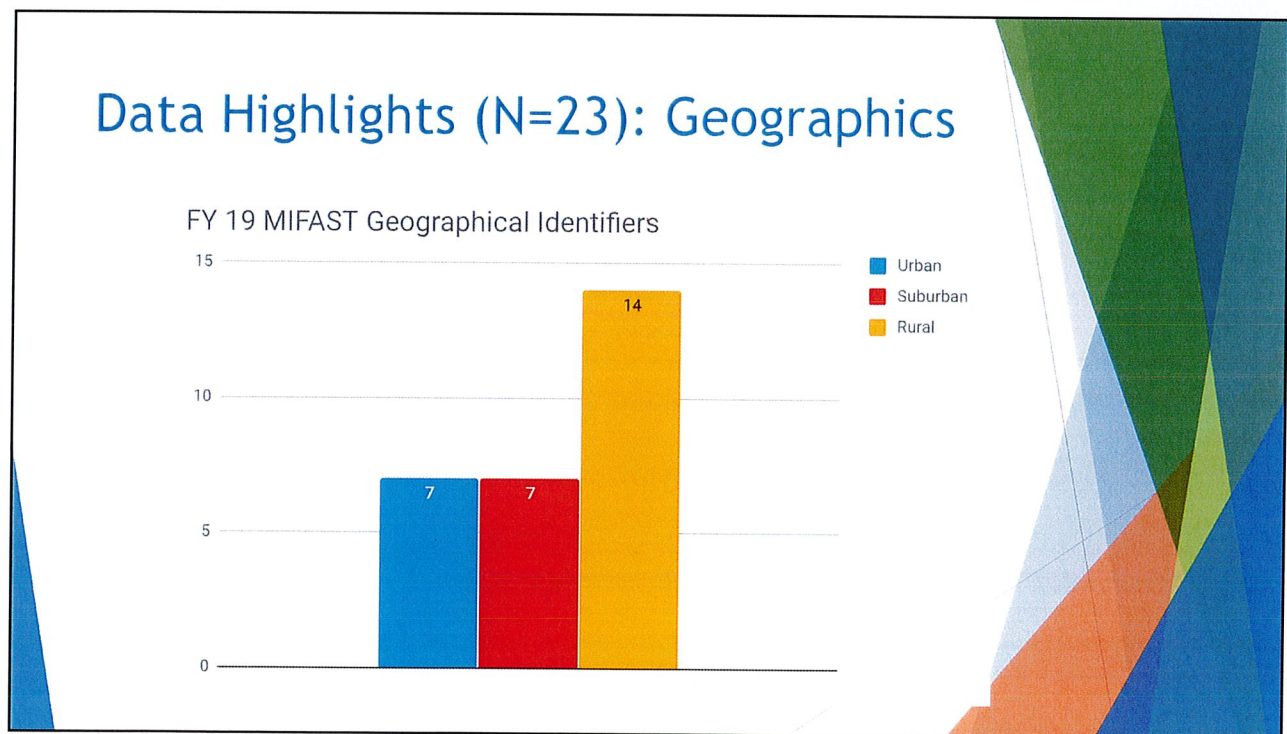 Data Highlights (N=23): Geographics
FY 19 MIFAST Geographical Identifiers
15
10
5
0
7
7
14
Urban
Suburban
Rural